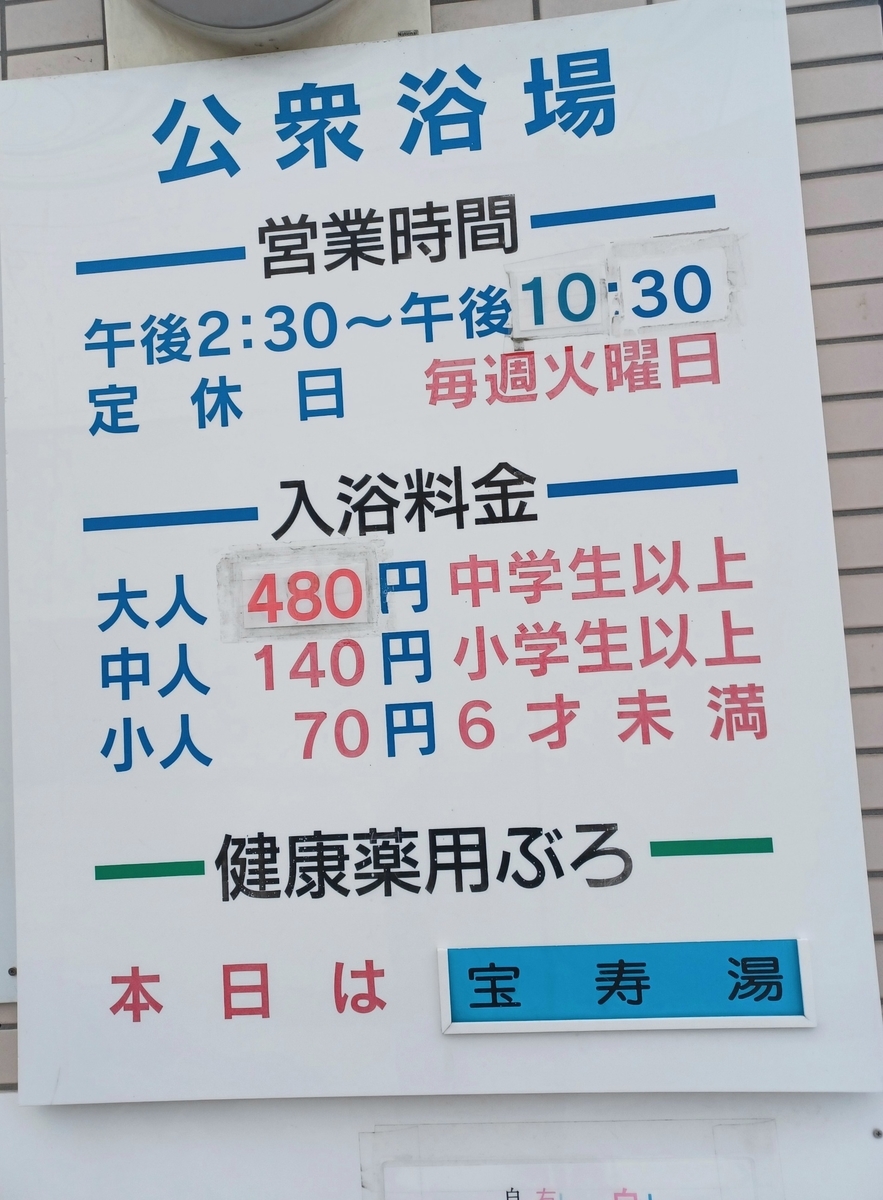 公衆浴場
営業時間
午後2:30～午後10:30
定休日 毎週火曜日
入浴料金
大人 480円 中学生以上
中人 140円 小学生以上
小人 70円 6才未満
健康薬用ぶろ
本日は 宝寿湯